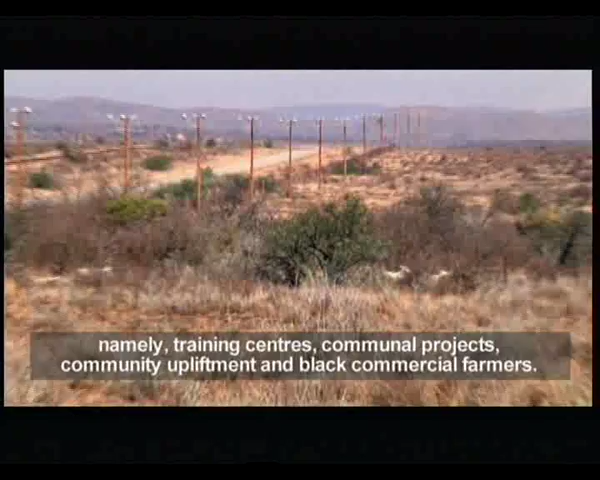 namely, training centres, communal projects,
community upliftment and black commercial farmers.